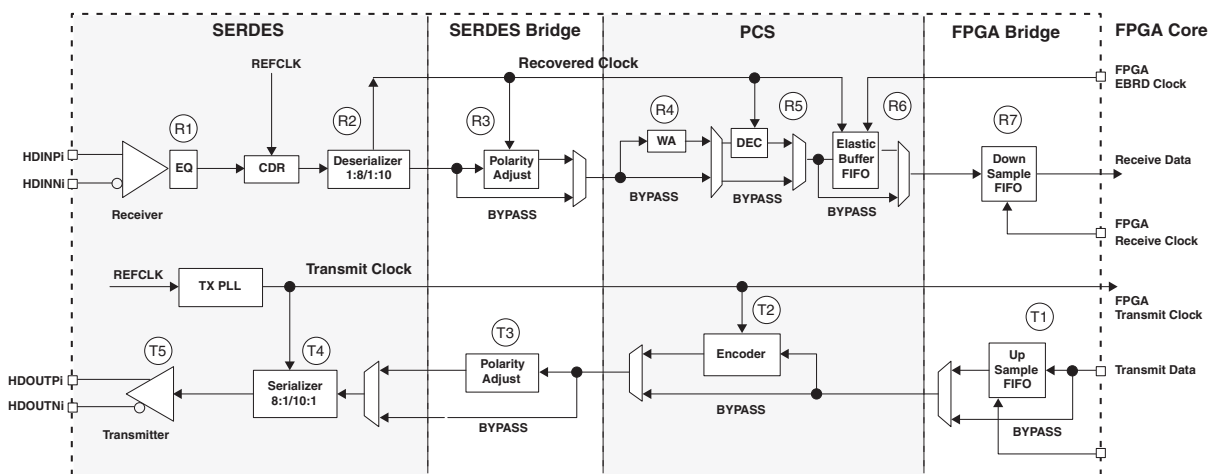 SERDES
SERDES Bridge
PCS
FPGA Bridge
FPGA Core
REFCLK
Recovered Clock
FPGA
EBRD Clock
R1
R2
R3
R4
R5
R6
R7
HDINPi
HDINNi
EQ
CDR
Deserializer
1:8/1:10
Polarity
Adjust
WA
DEC
Elastic
Buffer
FIFO
Down
Sample
FIFO
Receive Data
Receiver
BYPASS
BYPASS
BYPASS
BYPASS
FPGA
Receive Clock
REFCLK
TX PLL
Transmit Clock
FPGA
Transmit Clock
T5
T4
T3
T2
T1
HDOUTPi
HDOUTNi
Transmitter
Serializer
8:1/10:1
Polarity
Adjust
Encoder
Up
Sample
FIFO
Transmit Data
BYPASS
BYPASS
BYPASS